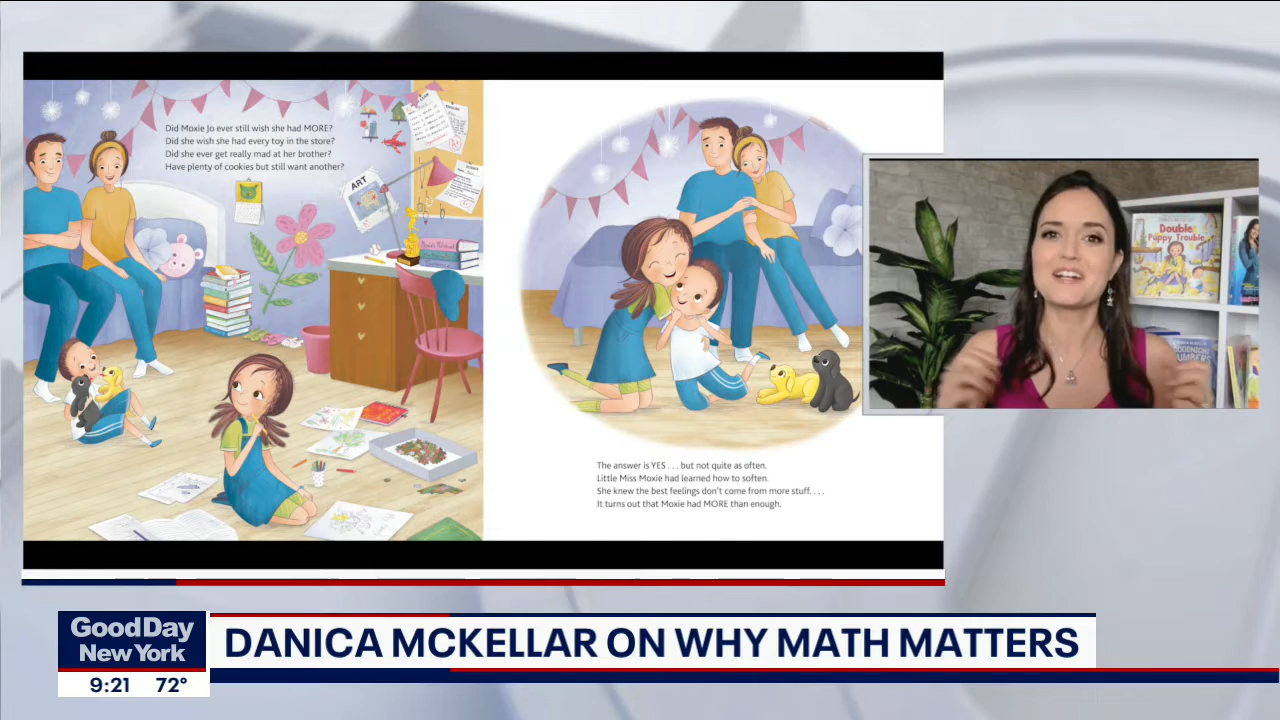 Did Moxie Jo ever still wish she had MORE?
Did she wish she had every toy in the store?
Did she ever get really mad at her brother?
Have plenty of cookies but still want another?
ART
The answer is YES . . . but not quite as often.
Little Miss Moxie had learned how to soften.
She knew the best feelings don't come from more stuff. . . .
It turns out that Moxie had MORE than enough.
Double
Puppy Trouble
GOODNIGHT
NUMBERS
GoodDay
New York
9:21 72°
DANICA MCKELLAR ON WHY MATH MATTERS